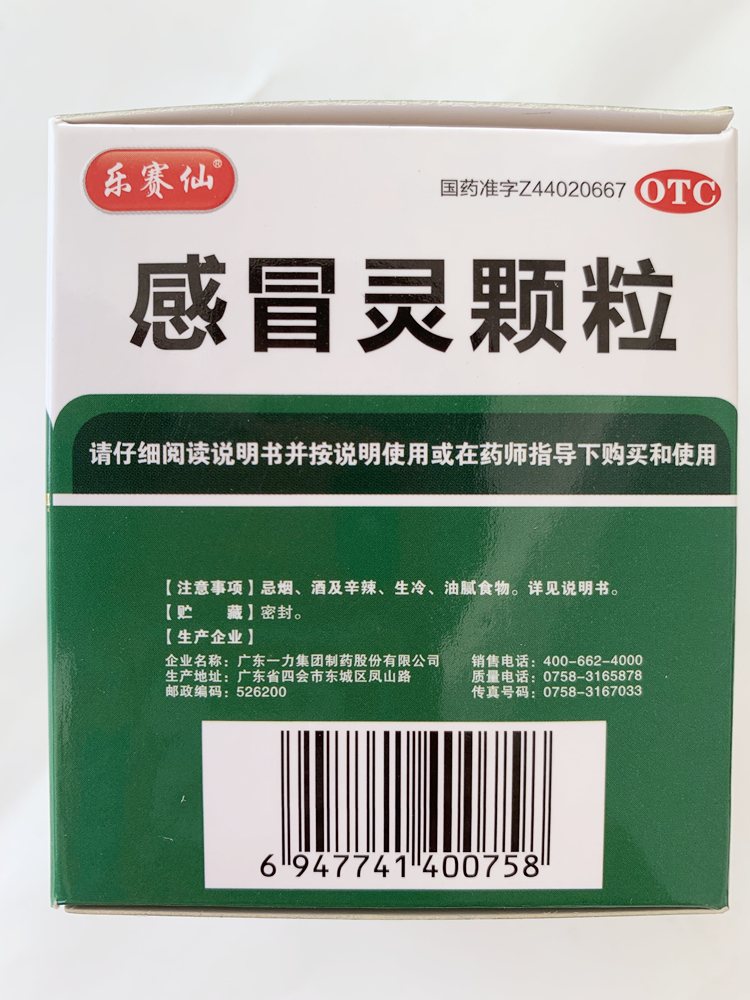 乐赛仙®
国药准字Z44020667 OTC
感冒灵颗粒
请仔细阅读说明书并按说明使用或在药师指导下购买和使用
【注意事项】忌烟、酒及辛辣、生冷、油腻食物。详见说明书。
【贮　　藏】密封。
【生产企业】
企业名称：广东一力集团制药股份有限公司　销售电话：400-662-4000
生产地址：广东省四会市东城区凤山路　质量电话：0758-3165878
邮政编码：526200　传真号码：0758-3167033
6 947741 400758